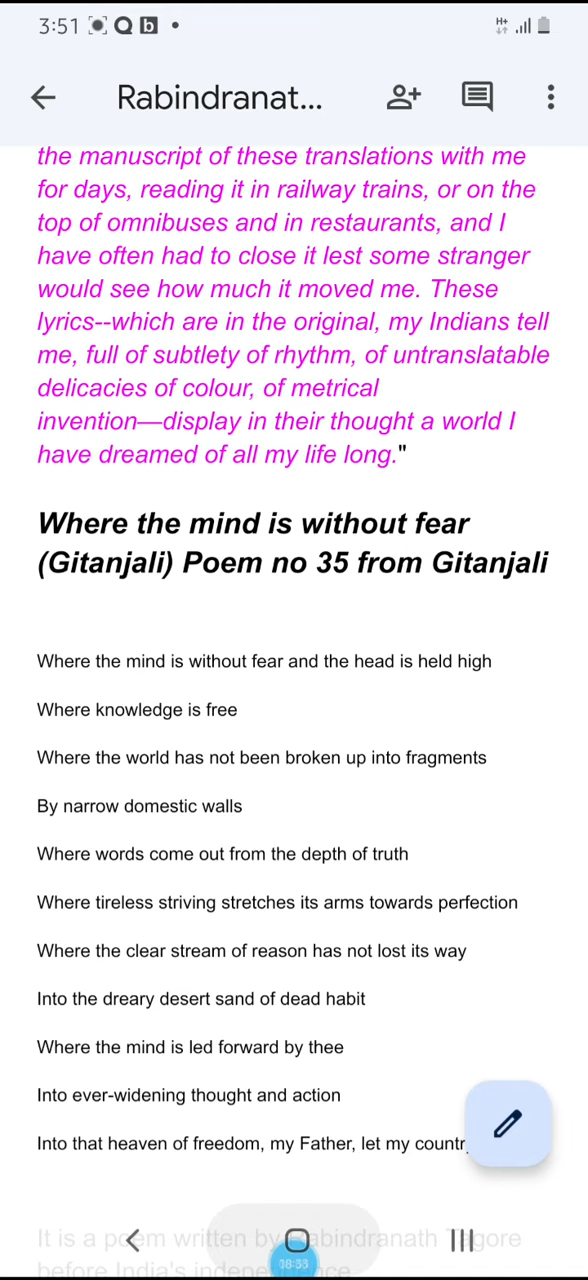 3:51
H+
Rabindranat...
the manuscript of these translations with me
for days, reading it in railway trains, or on the
top of omnibuses and in restaurants, and I
have often had to close it lest some stranger
would see how much it moved me. These
lyrics--which are in the original, my Indians tell
me, full of subtlety of rhythm, of untranslatable
delicacies of colour, of metrical
invention—display in their thought a world I
have dreamed of all my life long."
Where the mind is without fear
(Gitanjali) Poem no 35 from Gitanjali
Where the mind is without fear and the head is held high
Where knowledge is free
Where the world has not been broken up into fragments
By narrow domestic walls
Where words come out from the depth of truth
Where tireless striving stretches its arms towards perfection
Where the clear stream of reason has not lost its way
Into the dreary desert sand of dead habit
Where the mind is led forward by thee
Into ever-widening thought and action
Into that heaven of freedom, my Father, let my countr
It is a poem written by Rabindranath Tagore
before India's